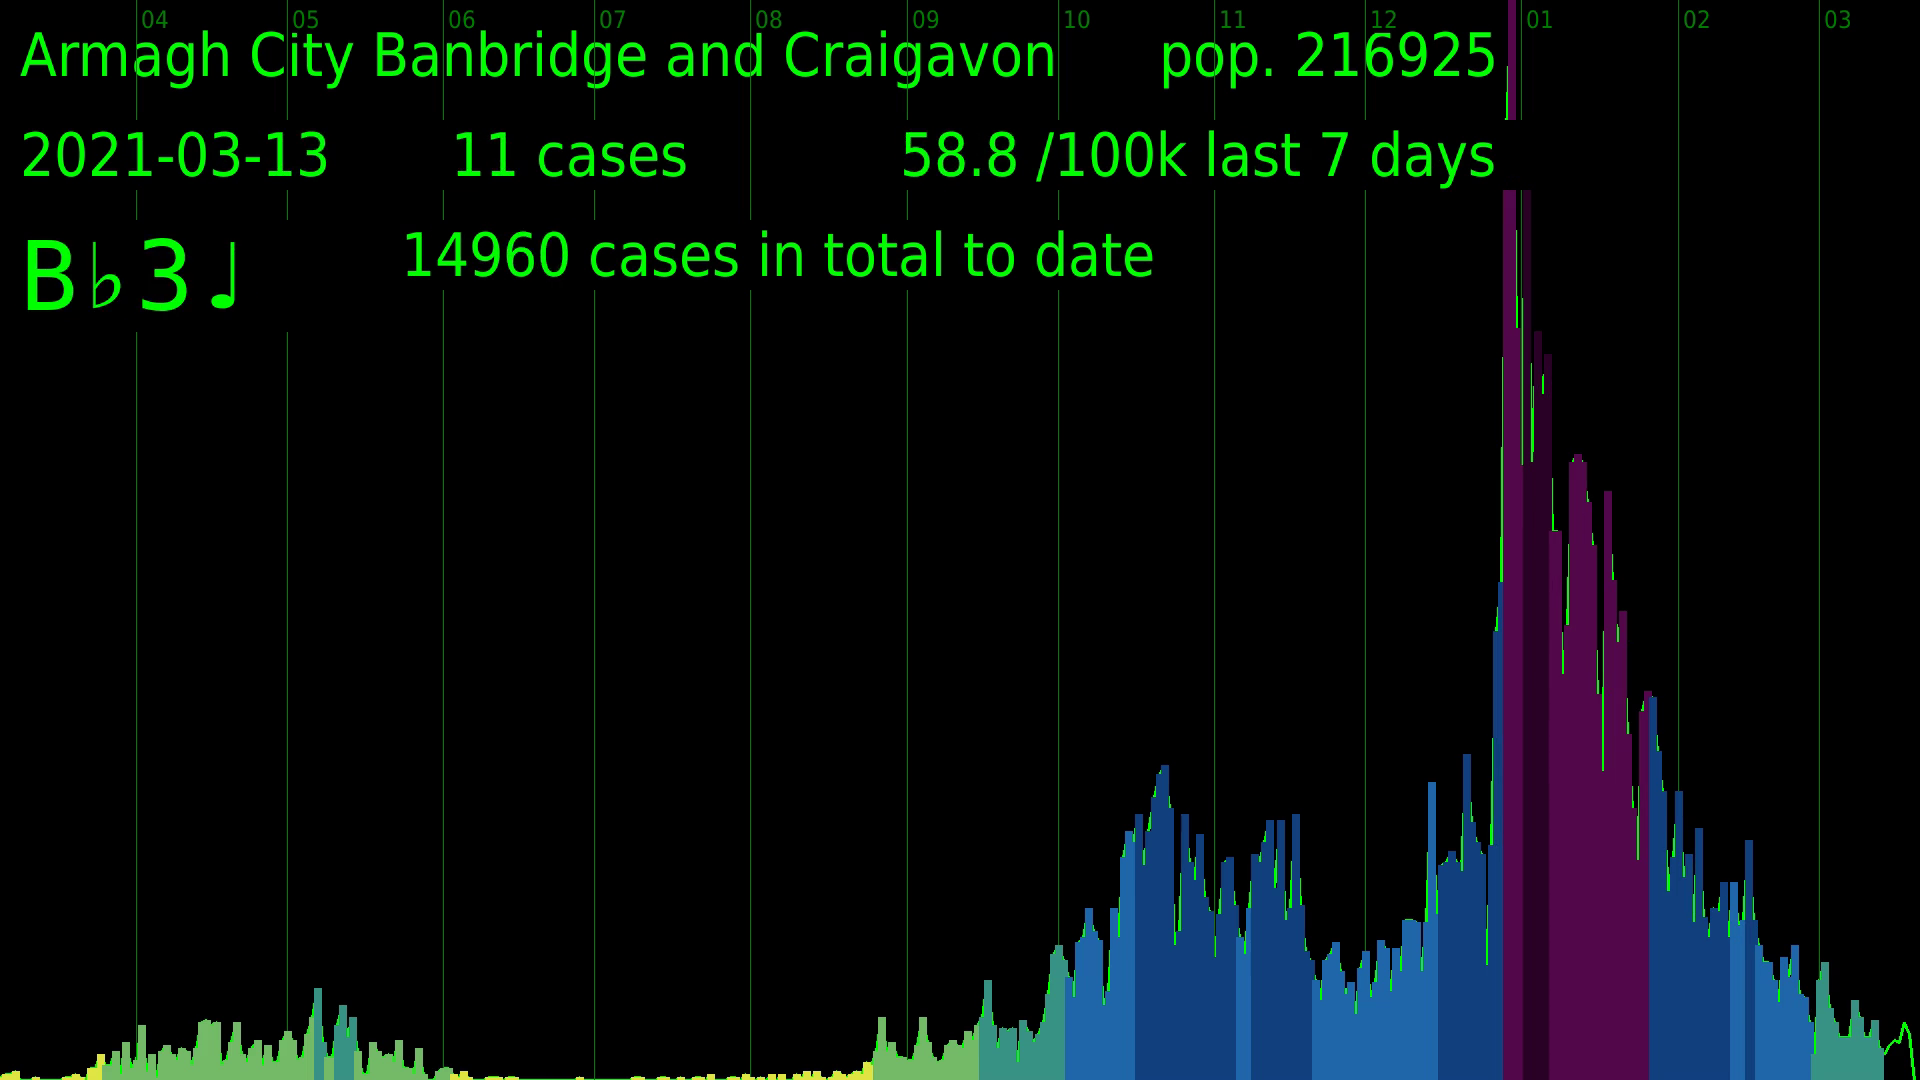 04 05 06 07 08 09 10 11 12 01 02 03
Armagh City Banbridge and Craigavon pop. 216925
2021-03-13 11 cases 58.8 /100k last 7 days
B♭3♩ 14960 cases in total to date